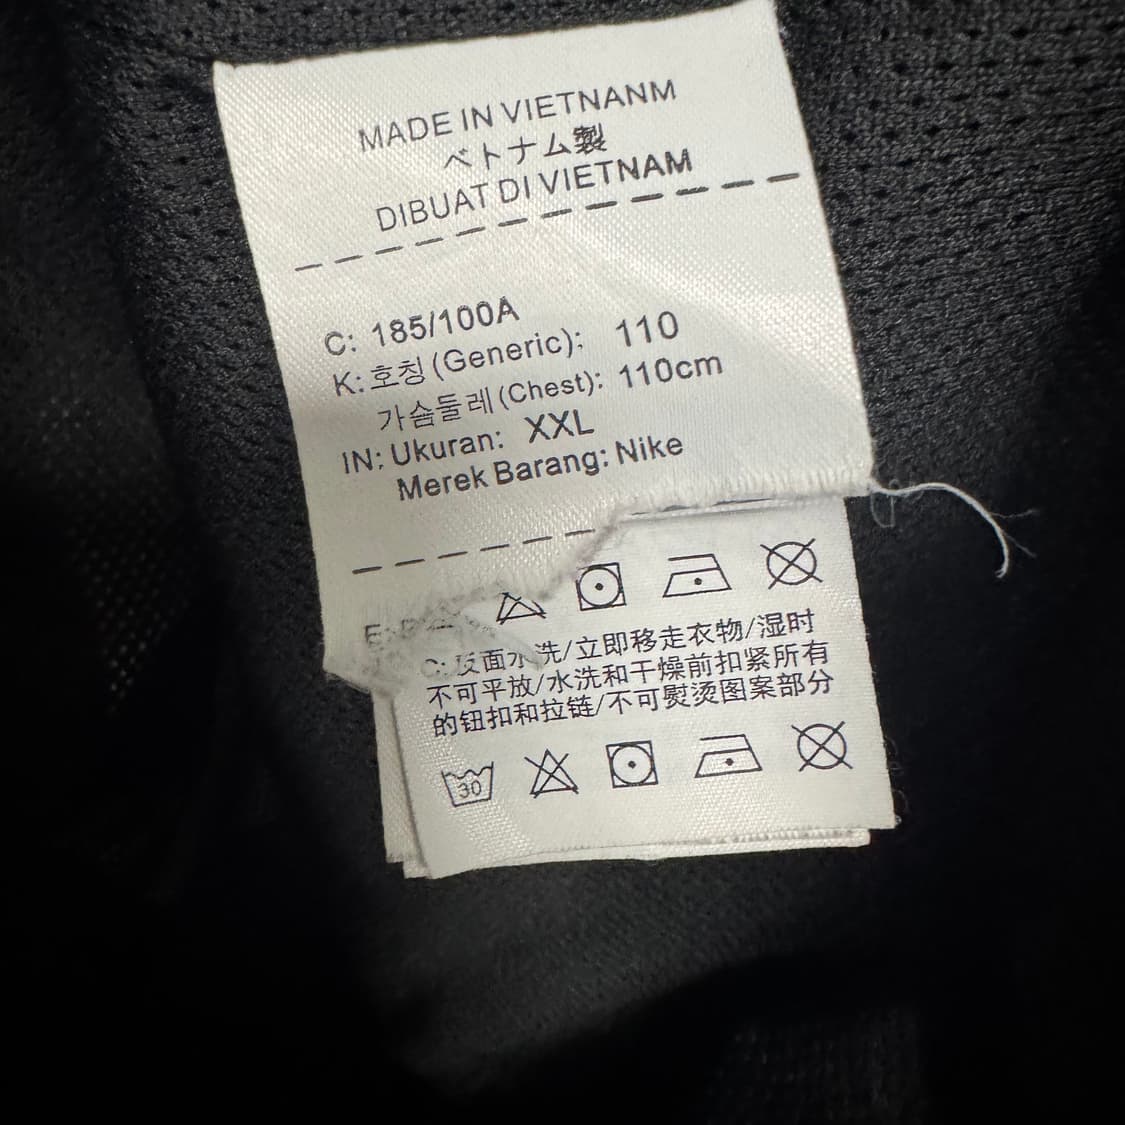 MADE IN VIETNANM
ベトナム製
DIBUAT DI VIETNAM
C: 185/100A
K: 호칭 (Generic): 110
가슴둘레 (Chest): 110cm
IN: Ukuran: XXL
Merek Barang: Nike
C: 反面水洗/立即移走衣物/湿时
不可平放/水洗和干燥前扣紧所有
的钮扣和拉链/不可熨烫图案部分
30